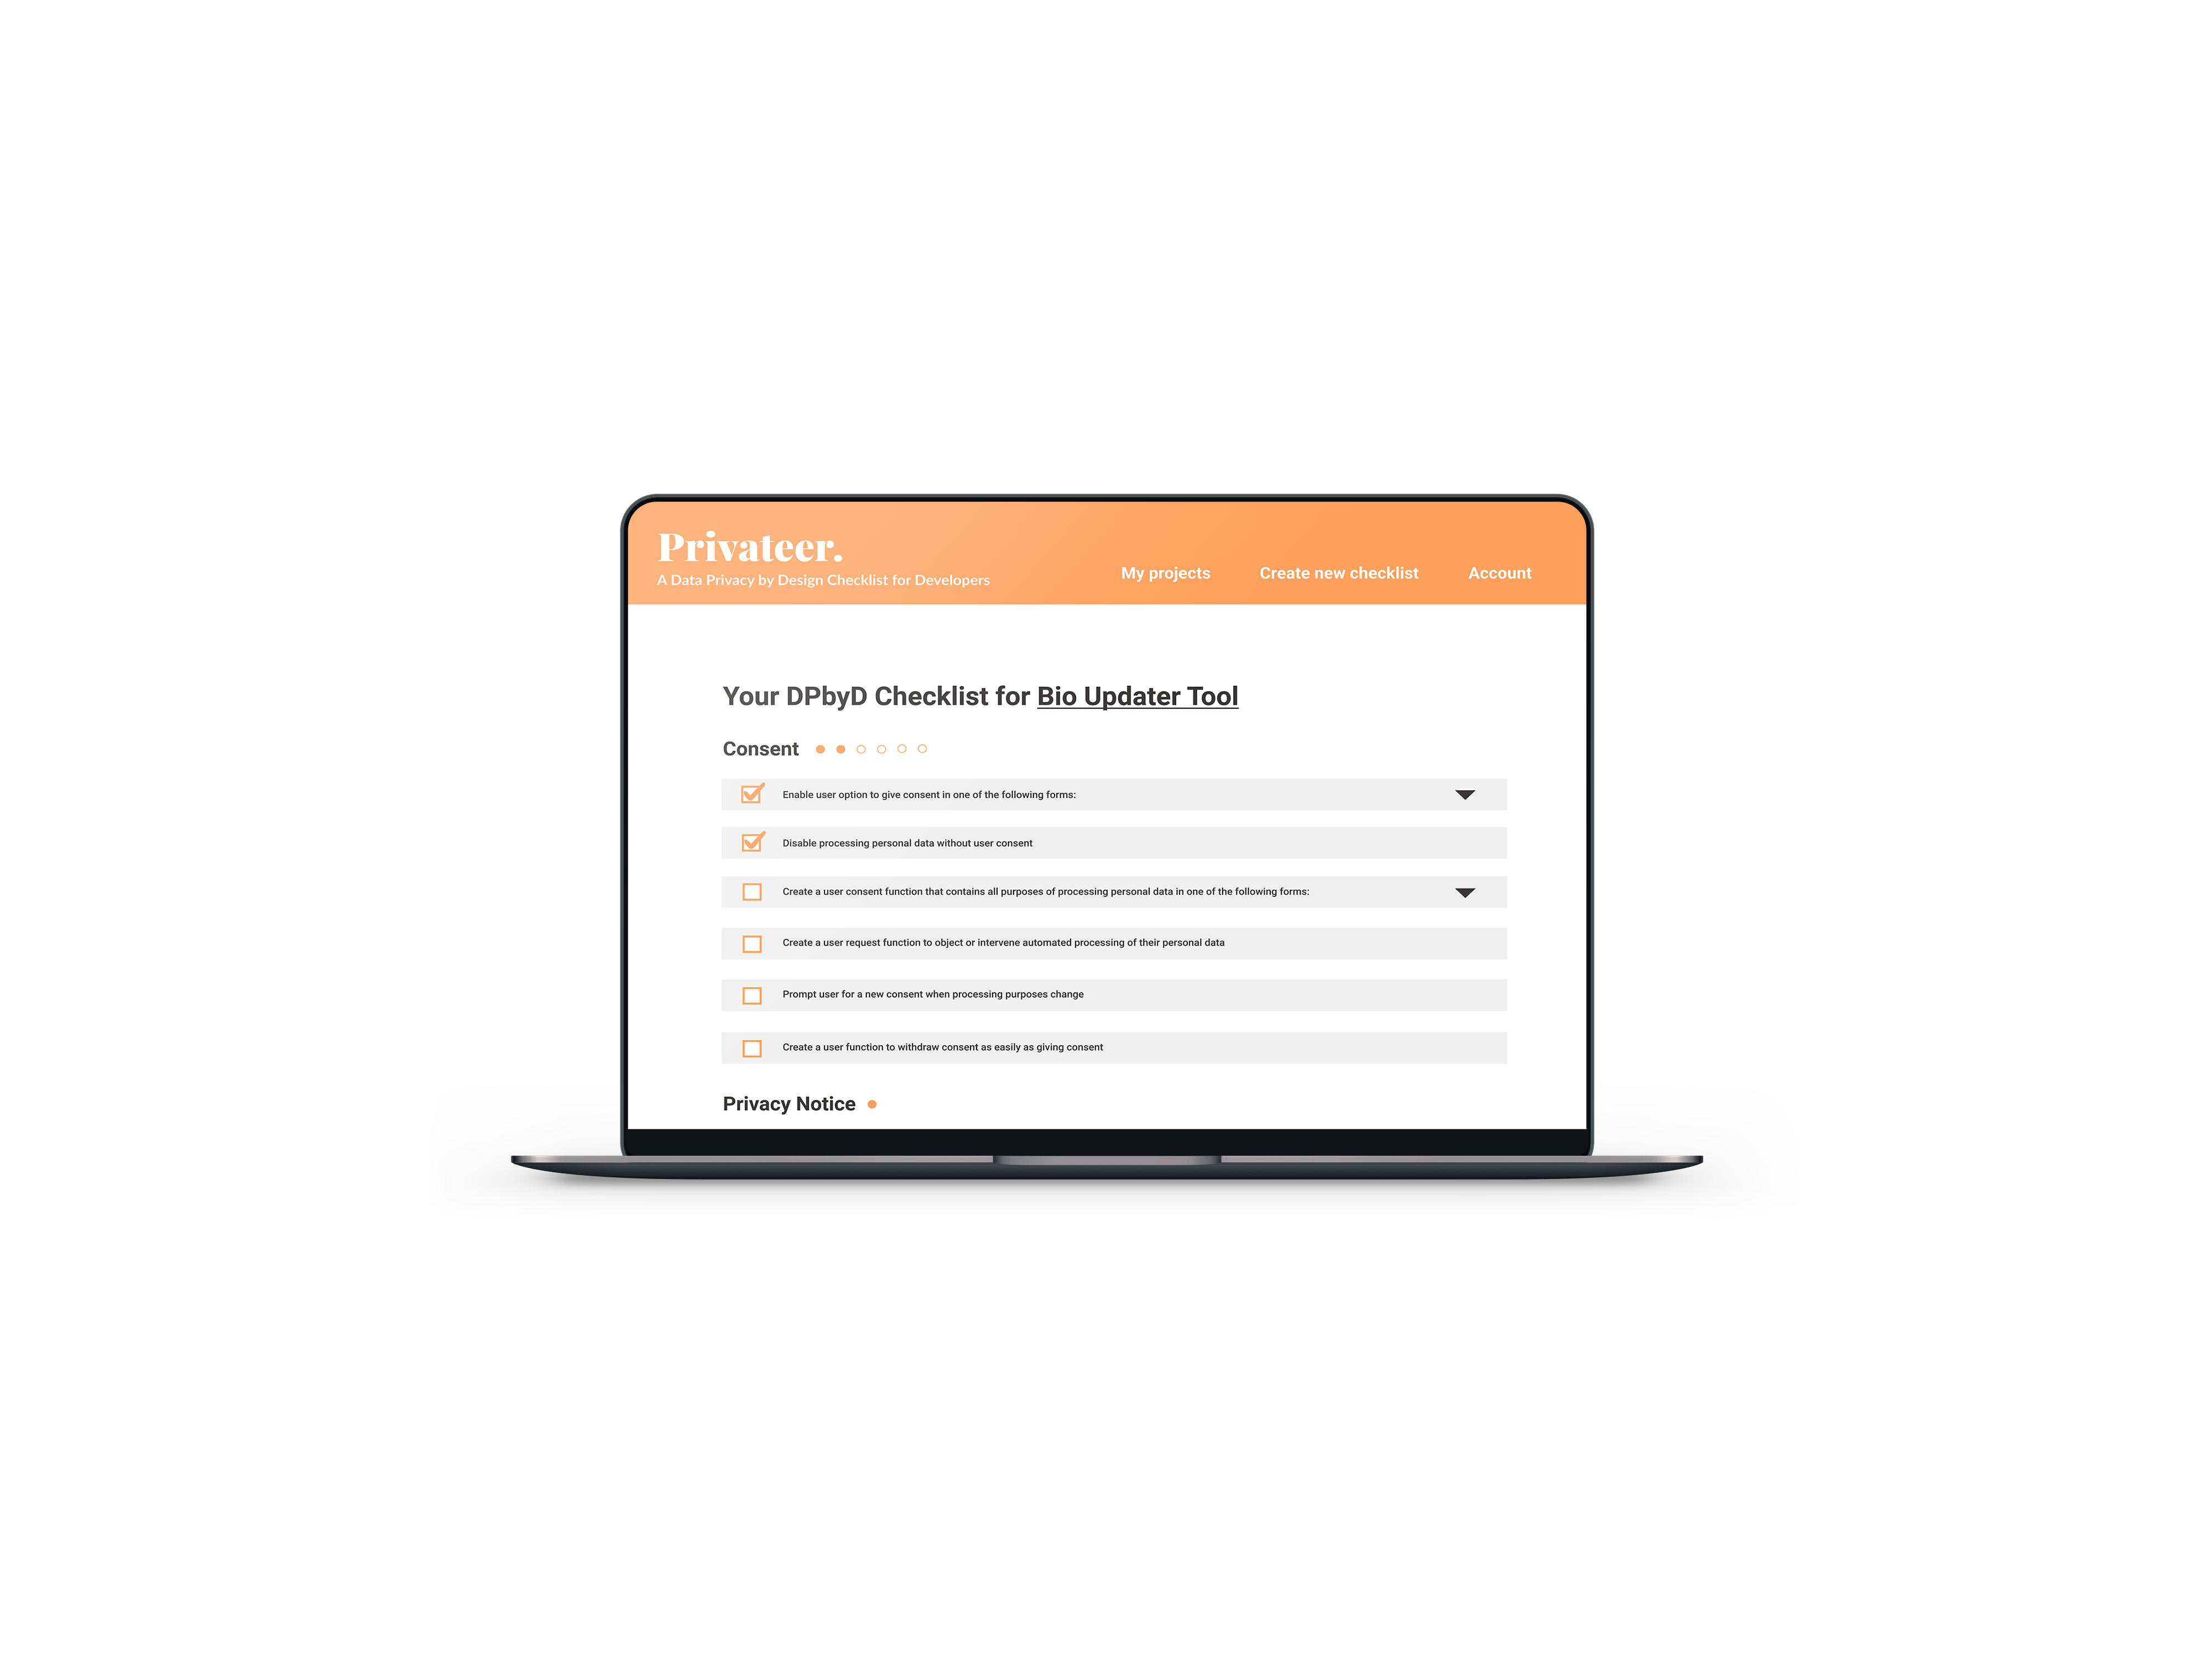 Privateer.
A Data Privacy by Design Checklist for Developers
My projects
Create new checklist
Account
Your DPbyD Checklist for Bio Updater Tool
Consent
Enable user option to give consent in one of the following forms:
Disable processing personal data without user consent
Create a user consent function that contains all purposes of processing personal data in one of the following forms:
Create a user request function to object or intervene automated processing of their personal data
Prompt user for a new consent when processing purposes change
Create a user function to withdraw consent as easily as giving consent
Privacy Notice